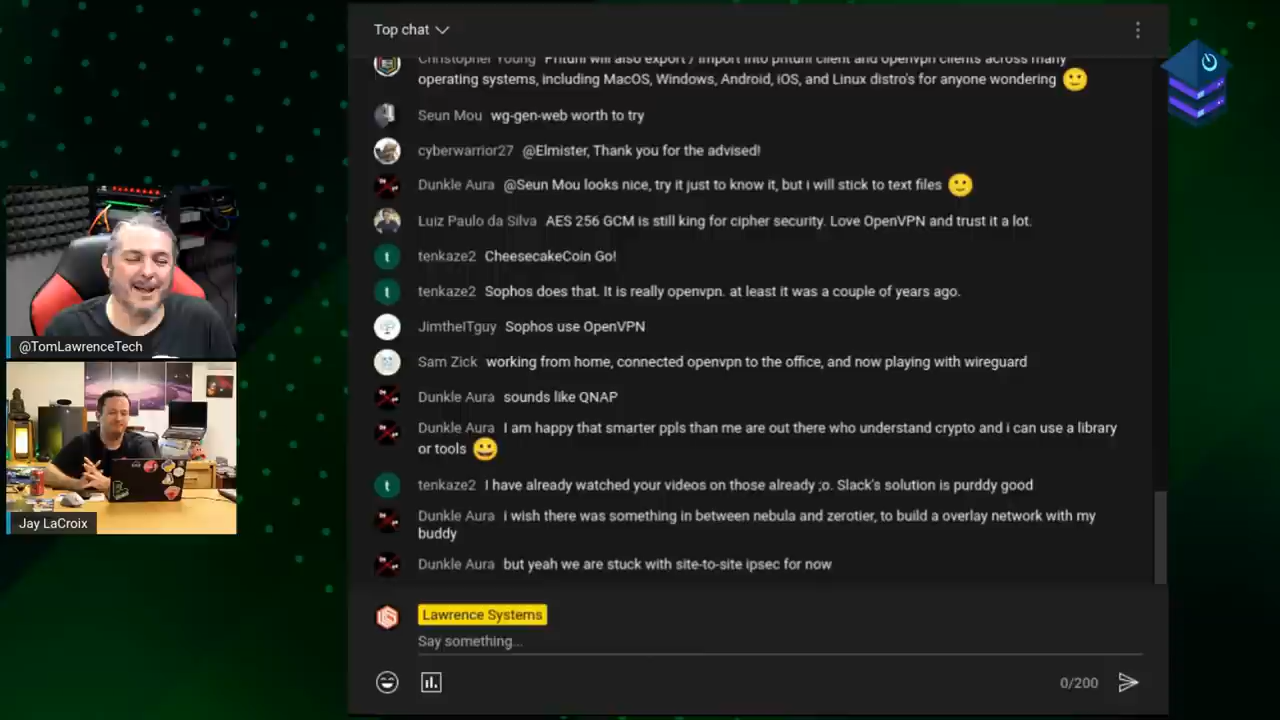 Top chat
Christopher Young Pritunl will also export / import into pritunl client and openvpn clients across many
operating systems, including MacOS, Windows, Android, iOS, and Linux distro's for anyone wondering
Seun Mou wg-gen-web worth to try
cyberwarrior27 @Elmister, Thank you for the advised!
Dunkle Aura @Seun Mou looks nice, try it just to know it, but i will stick to text files
Luiz Paulo da Silva AES 256 GCM is still king for cipher security. Love OpenVPN and trust it a lot.
t tenkaze2 CheesecakeCoin Go!
t tenkaze2 Sophos does that. It is really openvpn. at least it was a couple of years ago.
JimtheITguy Sophos use OpenVPN
Sam Zick working from home, connected openvpn to the office, and now playing with wireguard
Dunkle Aura sounds like QNAP
Dunkle Aura I am happy that smarter ppls than me are out there who understand crypto and i can use a library
or tools
t tenkaze2 I have already watched your videos on those already ;o. Slack's solution is purddy good
Dunkle Aura i wish there was something in between nebula and zerotier, to build a overlay network with my
buddy
Dunkle Aura but yeah we are stuck with site-to-site ipsec for now
Lawrence Systems
Say something...
0/200
@TomLawrenceTech
Jay LaCroix